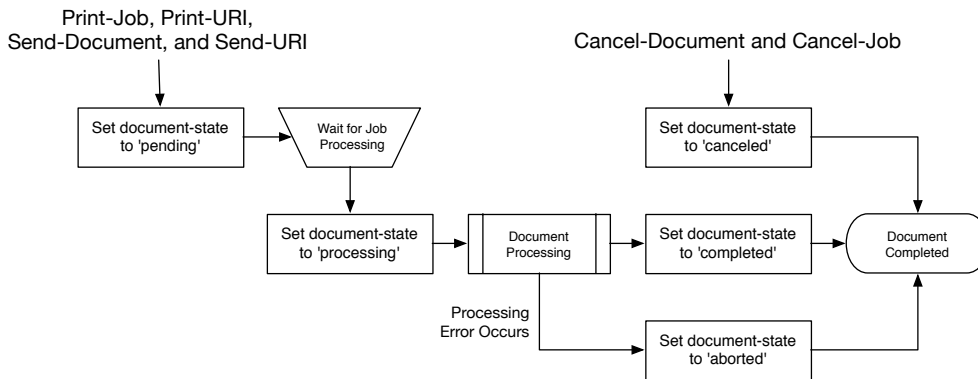 Print-Job, Print-URI,
Send-Document, and Send-URI
Cancel-Document and Cancel-Job
Set document-state
to 'pending'
Wait for Job
Processing
Set document-state
to 'canceled'
Set document-state
to 'processing'
Document
Processing
Set document-state
to 'completed'
Document
Completed
Processing
Error Occurs
Set document-state
to 'aborted'